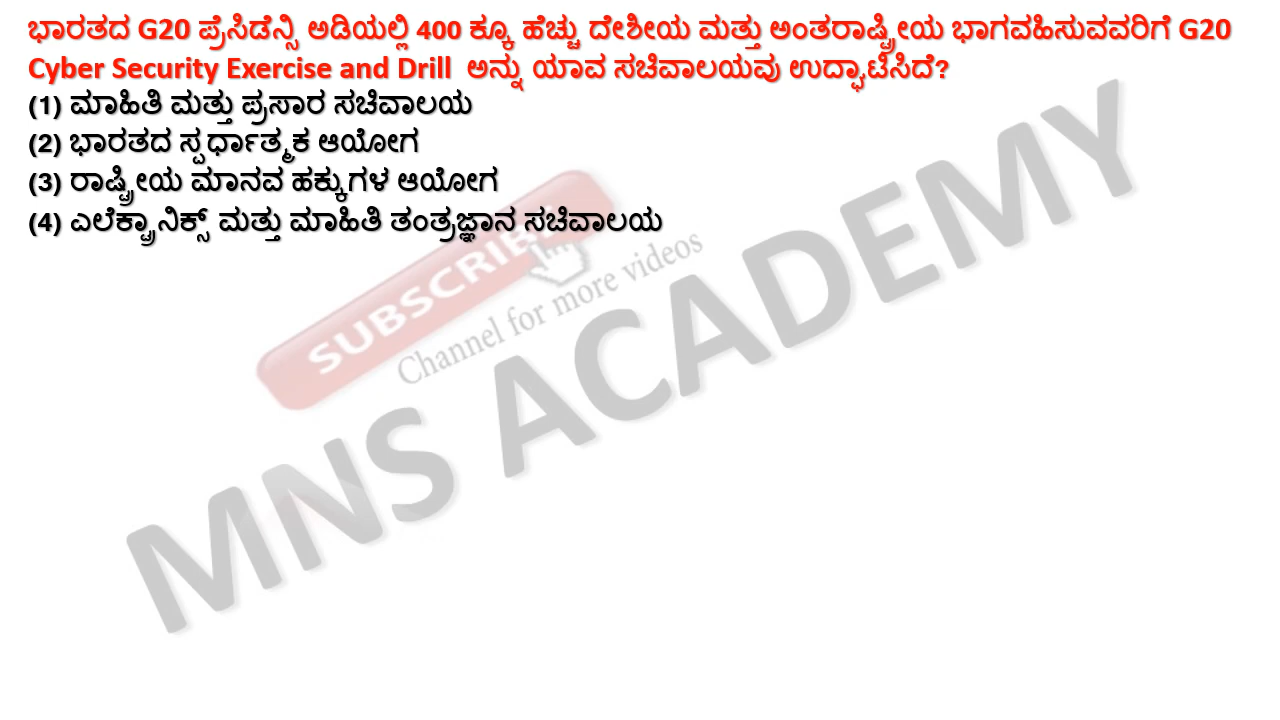 ಭಾರತದ G20 ಪ್ರೆಸಿಡೆನ್ಸಿ ಅಡಿಯಲ್ಲಿ 400 ಕ್ಕೂ ಹೆಚ್ಚು ದೇಶೀಯ ಮತ್ತು ಅಂತರಾಷ್ಟ್ರೀಯ ಭಾಗವಹಿಸುವವರಿಗೆ G20
Cyber Security Exercise and Drill ಅನ್ನು ಯಾವ ಸಚಿವಾಲಯವು ಉದ್ಘಾಟಿಸಿದೆ?
(1) ಮಾಹಿತಿ ಮತ್ತು ಪ್ರಸಾರ ಸಚಿವಾಲಯ
(2) ಭಾರತದ ಸ್ಪರ್ಧಾತ್ಮಕ ಆಯೋಗ
(3) ರಾಷ್ಟ್ರೀಯ ಮಾನವ ಹಕ್ಕುಗಳ ಆಯೋಗ
(4) ಎಲೆಕ್ಟ್ರಾನಿಕ್ಸ್ ಮತ್ತು ಮಾಹಿತಿ ತಂತ್ರಜ್ಞಾನ ಸಚಿವಾಲಯ
SUBSCRIBE
Channel for more videos
MNS ACADEMY